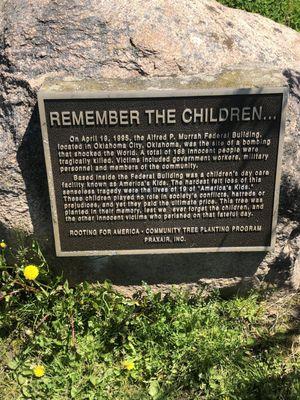 REMEMBER THE CHILDREN...
On April 19, 1995, the Alfred P. Murrah Federal Building,
located in Oklahoma City, Oklahoma, was the site of a bombing
that shocked the World. A total of 168 innocent people were
tragically killed. Victims included government workers, military
personnel and members of the community.
Based inside the Federal Building was a children's day care
facility known as America's Kids. The hardest felt loss of this
senseless tragedy were the lives of 19 of "America's Kids".
These children played no role in society's conflicts, hatreds or
prejudices, and yet they paid the ultimate price. This tree was
planted in their memory, lest we ever forget the children, and
the other innocent victims who perished on that fateful day.
ROOTING FOR AMERICA - COMMUNITY TREE PLANTING PROGRAM
PRAXAIR, INC.